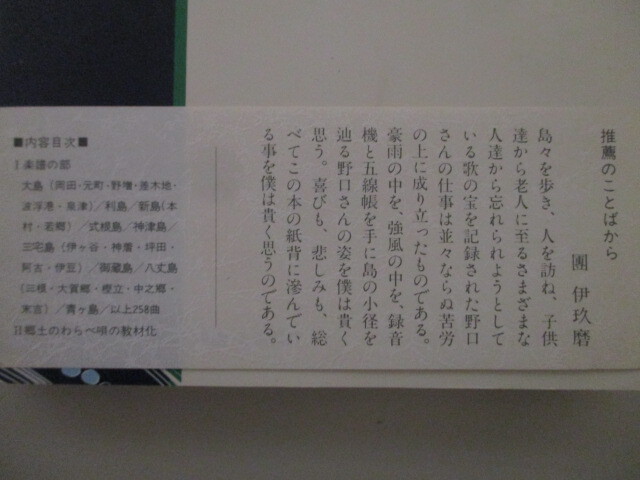 推薦のことばから
團 伊玖磨
島々を歩き、人を訪ね、子供
達から老人に至るさまざまな
人達から忘れられようとして
いる歌の宝を記録された野口
さんの仕事は並々ならぬ苦労
の上に成り立ったものである。
豪雨の中を、強風の中を、録音
機と五線帳を手に島の小径を
辿る野口さんの姿を僕は貴く
思う。喜びも、悲しみも、総
べてこの本の紙背に滲んでい
る事を僕は貴く思うのである。
■内容目次■
I 楽譜の部
大島(岡田・元町・野増・差木地・
波浮港・泉津)/利島/新島(本
村・若郷)/式根島/神津島/
三宅島(伊ヶ谷・神着・坪田・
阿古・伊豆)/御蔵島/八丈島
(三根・大賀郷・樫立・中之郷・
末吉)/青ヶ島/以上258曲
II 郷土のわらべ唄の教材化